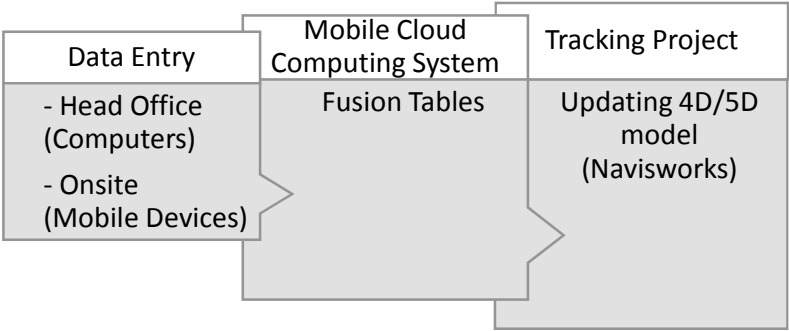 Data Entry
- Head Office
(Computers)
- Onsite
(Mobile Devices)
Mobile Cloud
Computing System
Fusion Tables
Tracking Project
Updating 4D/5D
model
(Navisworks)